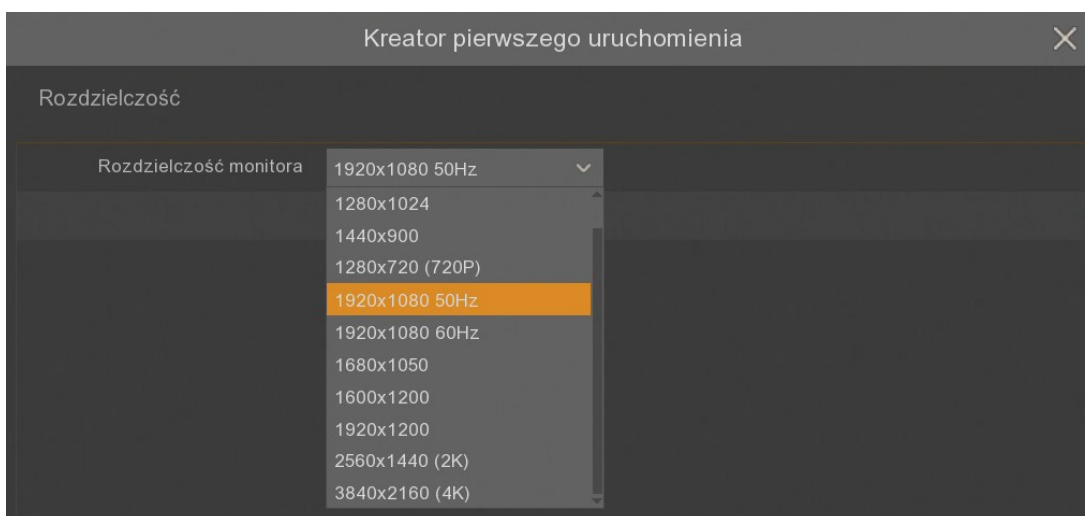 Kreator pierwszego uruchomienia
Rozdzielczość
Rozdzielczość monitora 1920x1080 50Hz
1280x1024
1440x900
1280x720 (720P)
1920x1080 50Hz
1920x1080 60Hz
1680x1050
1600x1200
1920x1200
2560x1440 (2K)
3840x2160 (4K)